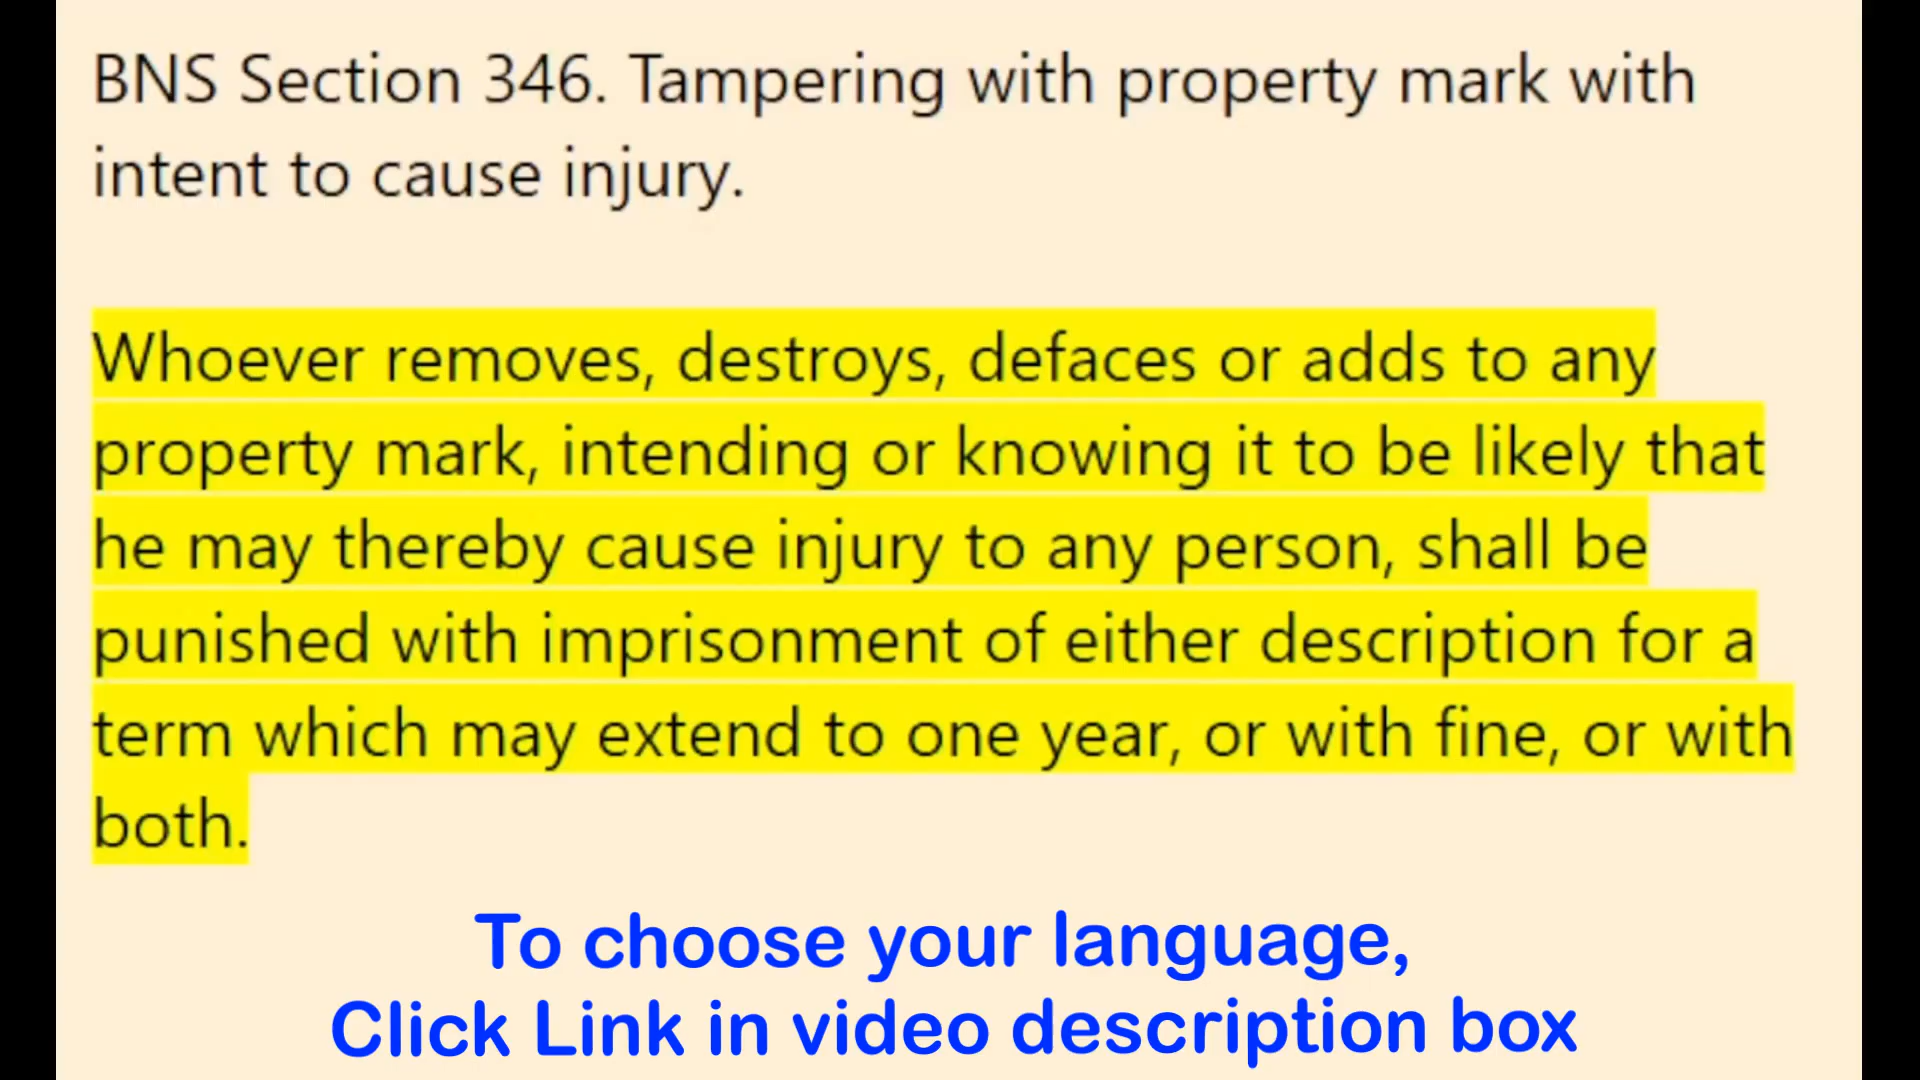 BNS Section 346. Tampering with property mark with
intent to cause injury.
Whoever removes, destroys, defaces or adds to any
property mark, intending or knowing it to be likely that
he may thereby cause injury to any person, shall be
punished with imprisonment of either description for a
term which may extend to one year, or with fine, or with
both.
To choose your language,
Click Link in video description box